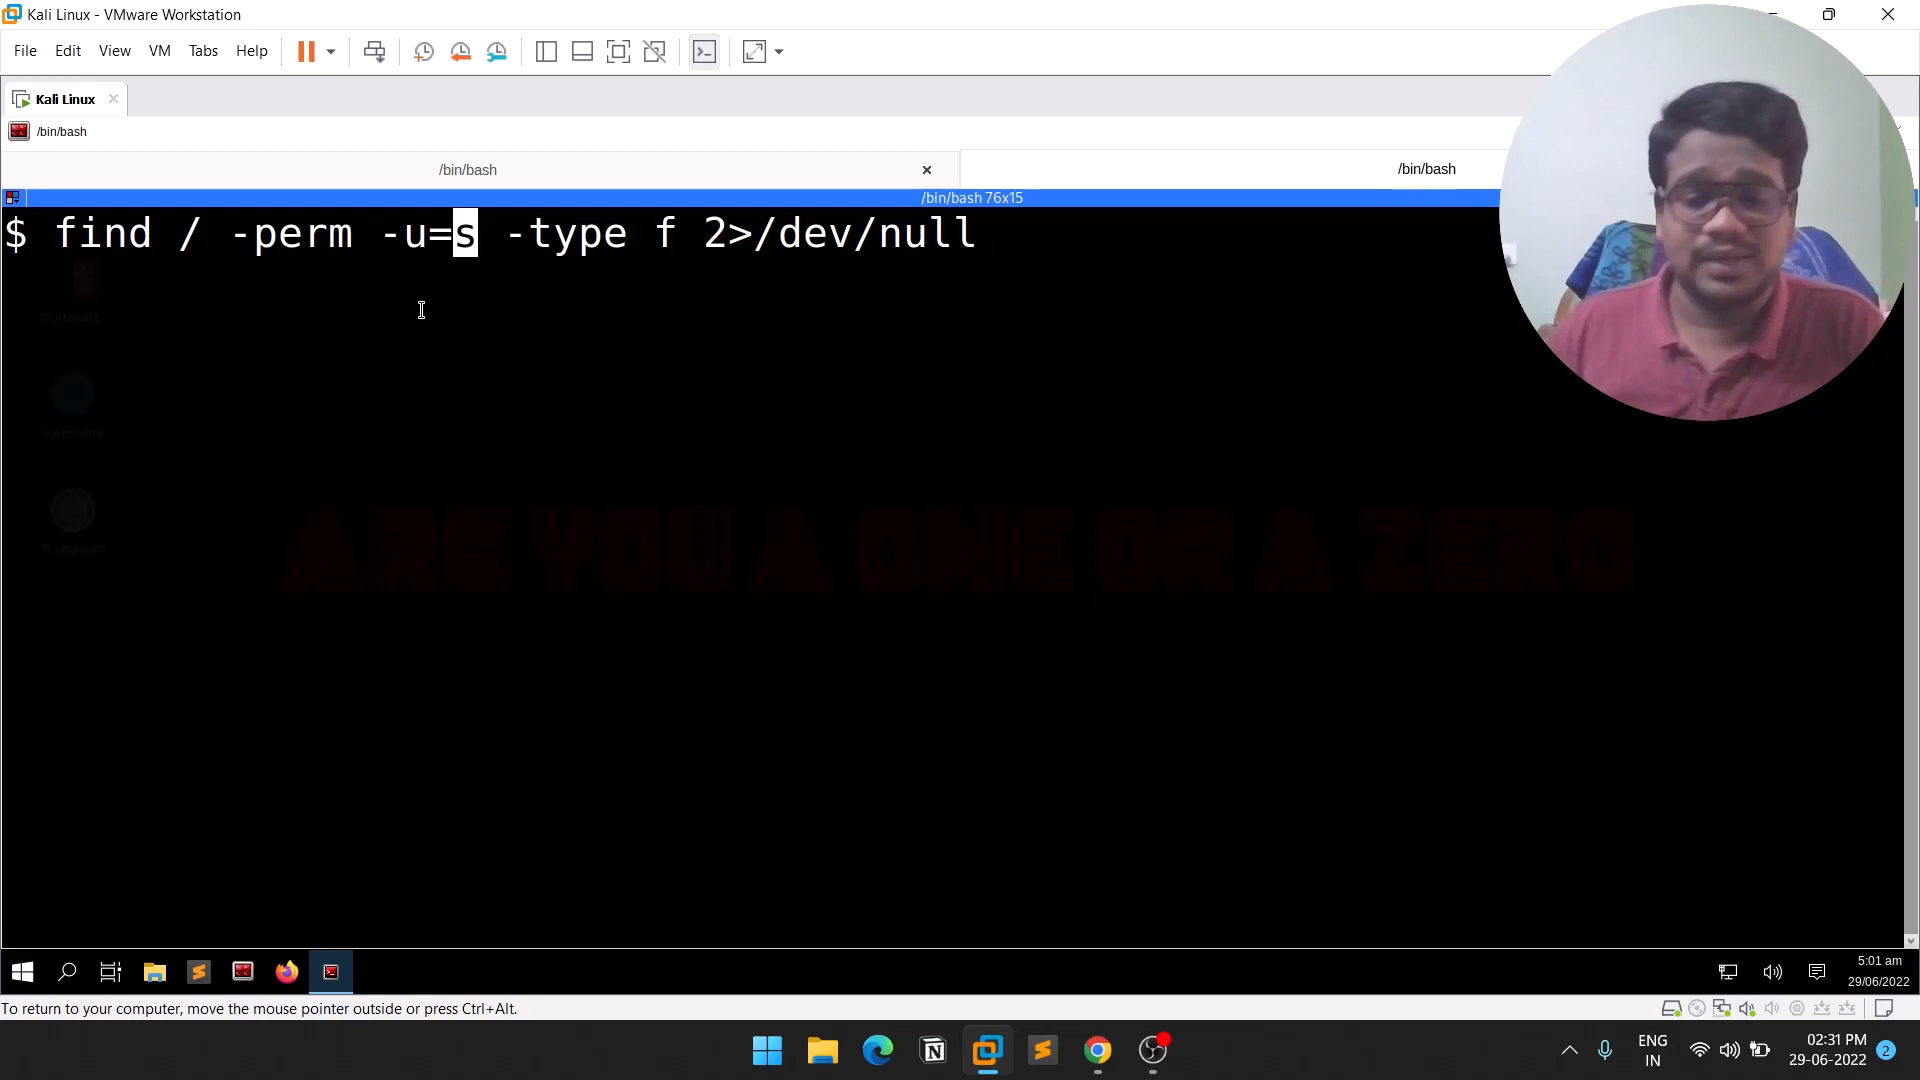 Kali Linux - VMware Workstation
File Edit View VM Tabs Help
Kali Linux
/bin/bash
/bin/bash
/bin/bash
/bin/bash 76x15
$ find / -perm -u=s -type f 2>/dev/null
ARE YOU A ONE OR A ZERO
5:01 am
29/06/2022
To return to your computer, move the mouse pointer outside or press Ctrl+Alt.
ENG
IN
02:31 PM
29-06-2022
2